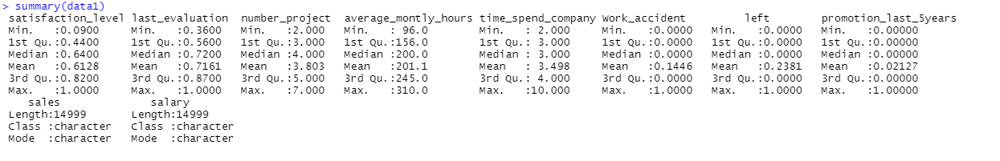 > summary(data1)
satisfaction_level last_evaluation number_project average_montly_hours time_spend_company work_accident left promotion_last_5years
Min. :0.0900 Min. :0.3600 Min. :2.000 Min. : 96.0 Min. : 2.000 Min. :0.0000 Min. :0.0000 Min. :0.00000
1st Qu.:0.4400 1st Qu.:0.5600 1st Qu.:3.000 1st Qu.:156.0 1st Qu.: 3.000 1st Qu.:0.0000 1st Qu.:0.0000 1st Qu.:0.00000
Median :0.6400 Median :0.7200 Median :4.000 Median :200.0 Median : 3.000 Median :0.0000 Median :0.0000 Median :0.00000
Mean :0.6128 Mean :0.7161 Mean :3.803 Mean :201.1 Mean : 3.498 Mean :0.1446 Mean :0.2381 Mean :0.02127
3rd Qu.:0.8200 3rd Qu.:0.8700 3rd Qu.:5.000 3rd Qu.:245.0 3rd Qu.: 4.000 3rd Qu.:0.0000 3rd Qu.:0.0000 3rd Qu.:0.00000
Max. :1.0000 Max. :1.0000 Max. :7.000 Max. :310.0 Max. :10.000 Max. :1.0000 Max. :1.0000 Max. :1.00000
sales salary
Length:14999 Length:14999
Class :character Class :character
Mode :character Mode :character